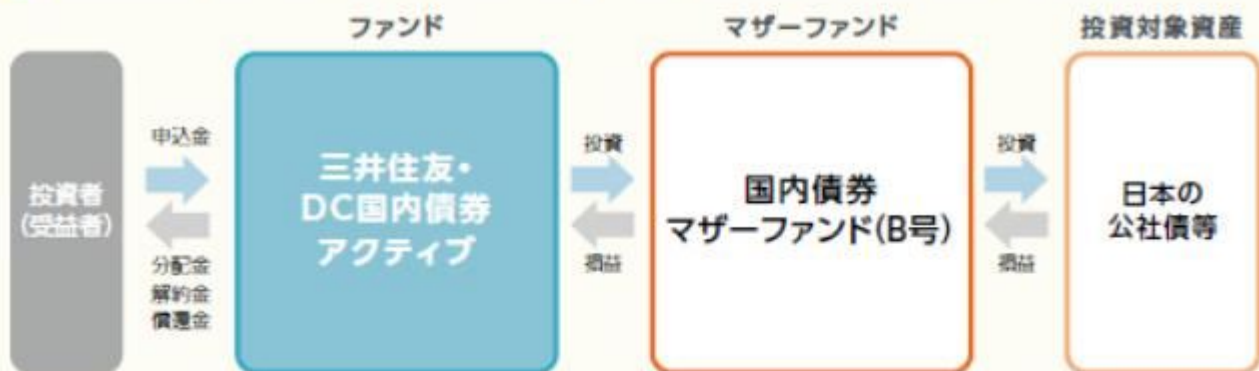 ファンド
マザーファンド
投資対象資産
投資者
(受益者)
申込金
分配金
解約金
償還金
三井住友・
DC国内債券
アクティブ
投資
損益
国内債券
マザーファンド(B号)
投資
損益
日本の
公社債等